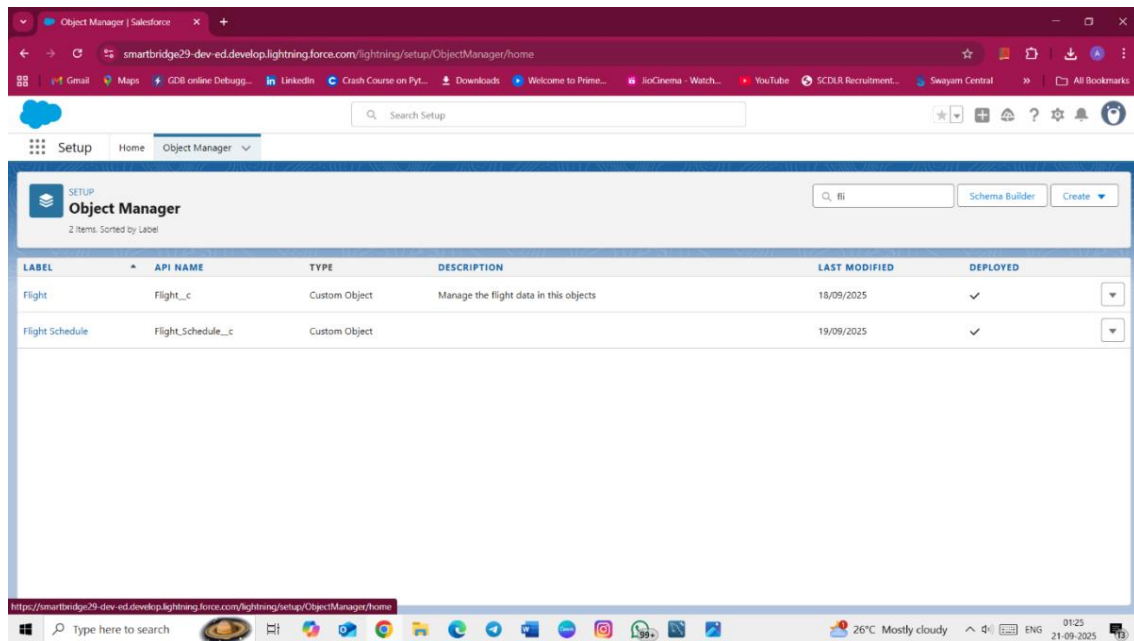 Object Manager | Salesforce
smartbridge29-dev-ed.develop.lightning.force.com/lightning/setup/ObjectManager/home
Gmail Maps GDB online Debugg... LinkedIn Crash Course on Pyt... Downloads Welcome to Prime... JioCinema - Watch... YouTube SCDLR Recruitment... Swayam Central » All Bookmarks
Search Setup
Setup Home Object Manager
SETUP
Object Manager
2 Items. Sorted by Label
fli
Schema Builder
Create
LABEL API NAME TYPE DESCRIPTION LAST MODIFIED DEPLOYED
Flight Flight__c Custom Object Manage the flight data in this objects 18/09/2025
Flight Schedule Flight_Schedule__c Custom Object 19/09/2025
https://smartbridge29-dev-ed.develop.lightning.force.com/lightning/setup/ObjectManager/home
Type here to search
99+
26°C Mostly cloudy
ENG
01:25
21-09-2025